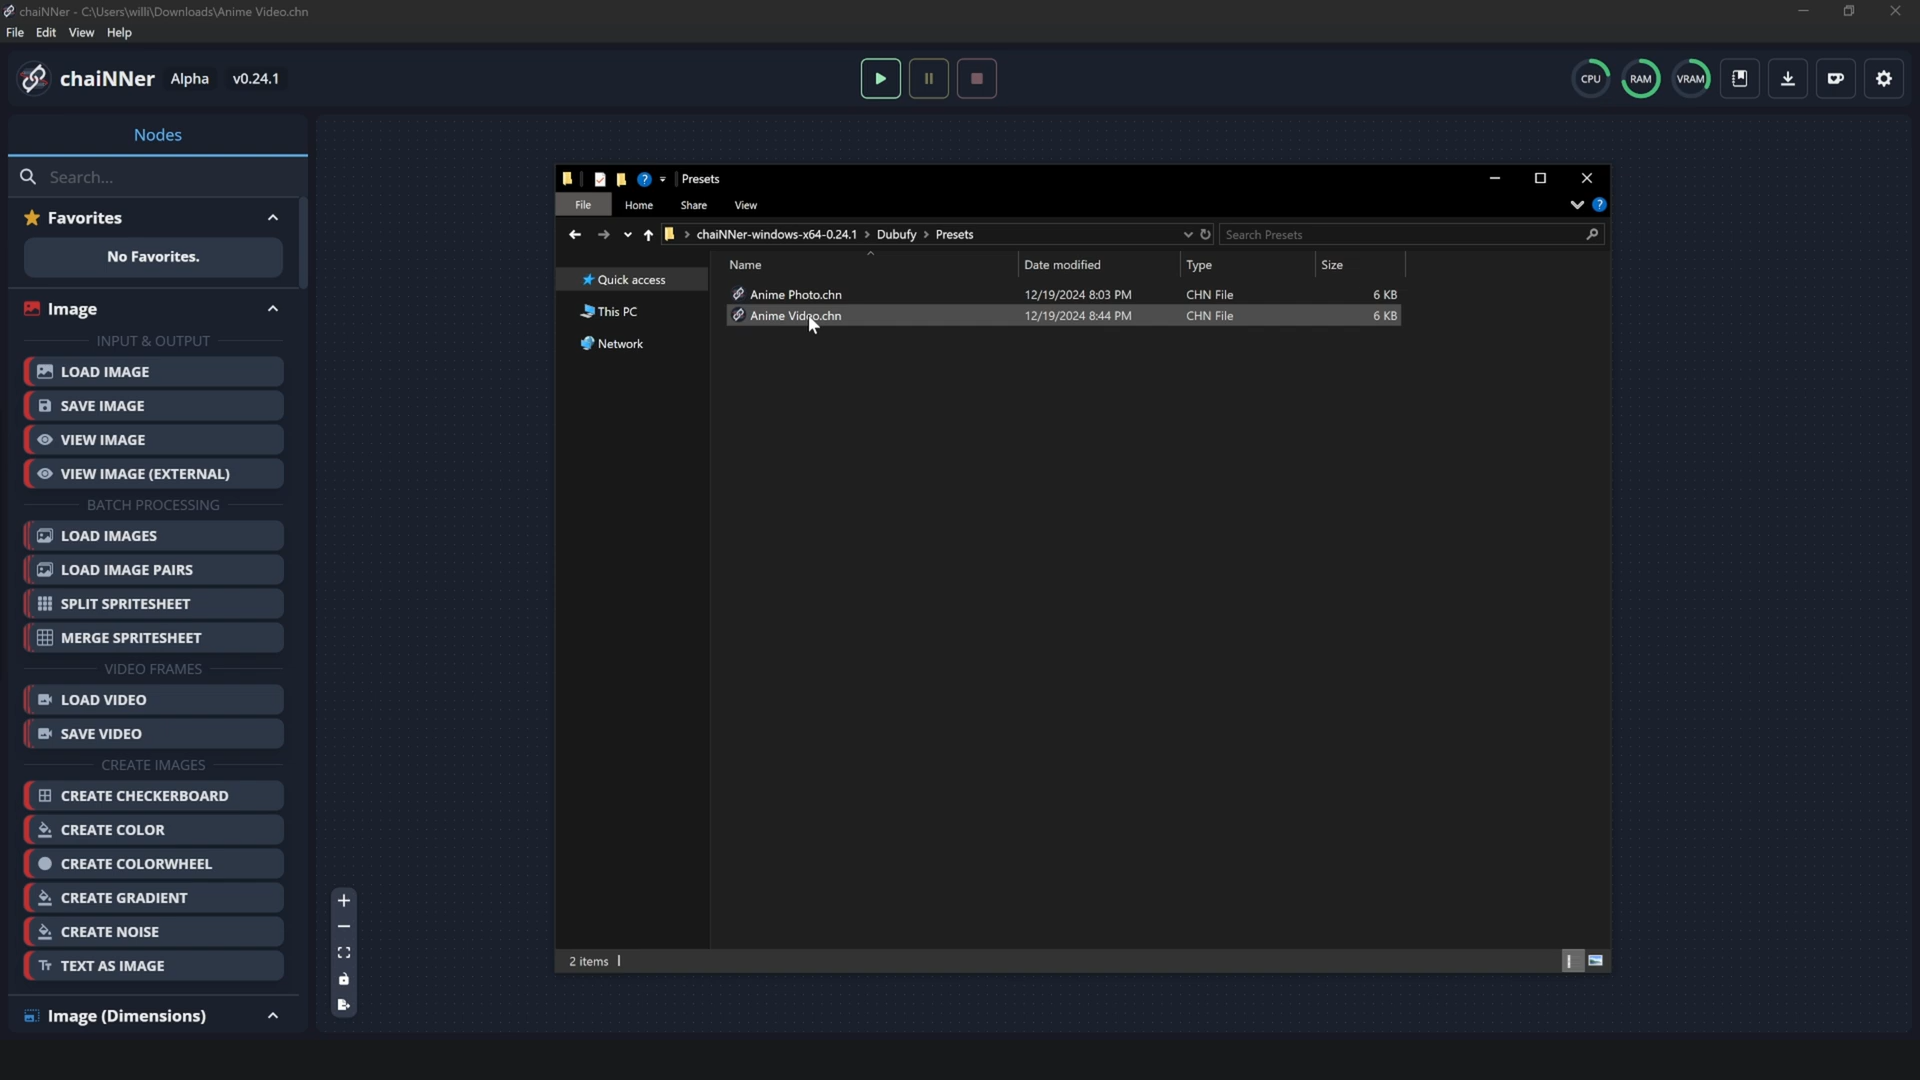 chaiNNer - C:\Users\willi\Downloads\Anime Video.chn
File Edit View Help
chaiNNer Alpha v0.24.1
CPU RAM VRAM
Nodes
Search...
Favorites
No Favorites.
Image
INPUT & OUTPUT
LOAD IMAGE
SAVE IMAGE
VIEW IMAGE
VIEW IMAGE (EXTERNAL)
BATCH PROCESSING
LOAD IMAGES
LOAD IMAGE PAIRS
SPLIT SPRITESHEET
MERGE SPRITESHEET
VIDEO FRAMES
LOAD VIDEO
SAVE VIDEO
CREATE IMAGES
CREATE CHECKERBOARD
CREATE COLOR
CREATE COLORWHEEL
CREATE GRADIENT
CREATE NOISE
TEXT AS IMAGE
Image (Dimensions)
Presets
File Home Share View
chaiNNer-windows-x64-0.24.1 > Dubufy > Presets
Search Presets
Quick access
This PC
Network
Name Date modified Type Size
Anime Photo.chn 12/19/2024 8:03 PM CHN File 6 KB
Anime Video.chn 12/19/2024 8:44 PM CHN File 6 KB
2 items